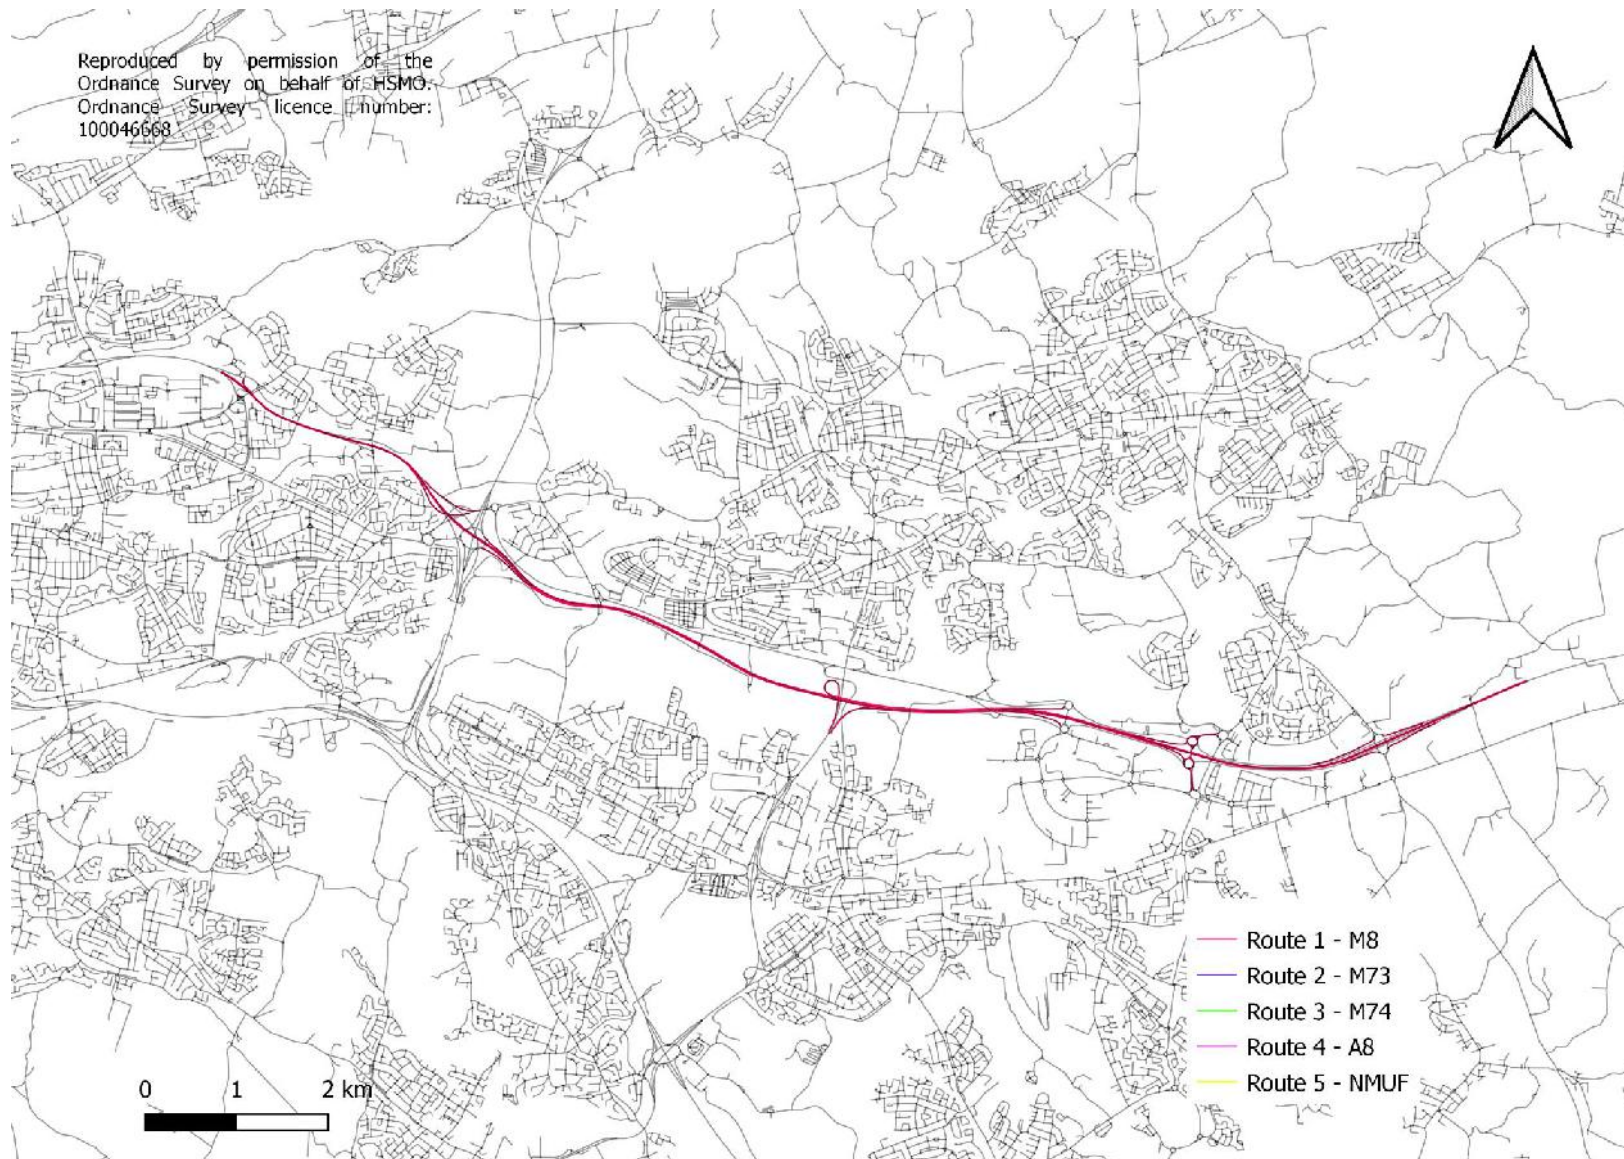 Reproduced by permission of the
Ordnance Survey on behalf of HSMO.
Ordnance Survey licence number:
100046668
Route 1 - M8
Route 2 - M73
Route 3 - M74
Route 4 - A8
Route 5 - NMUF
0 1 2 km